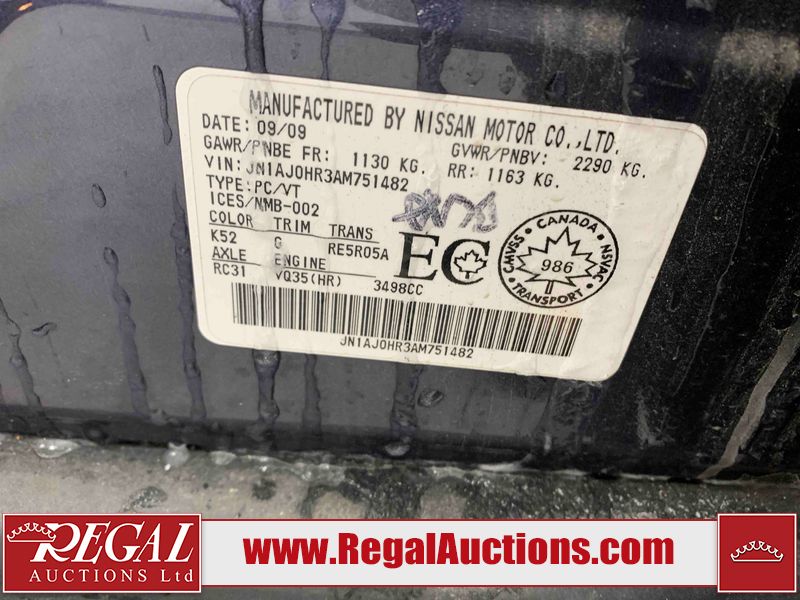 MANUFACTURED BY NISSAN MOTOR CO.,LTD.
DATE: 09/09 GVWR/PNBV: 2290 KG.
GAWR/PNBE FR: 1130 KG. RR: 1163 KG.
VIN: JN1AJ0HR3AM751482
TYPE: PC/VT
ICES/NMB-002
COLOR TRIM TRANS
K52 G RE5R05A
AXLE ENGINE
RC31 VQ35(HR) 3498CC
EC
CANADA
CMVSS 986 NSVAC
TRANSPORT
JN1AJ0HR3AM751482
REGAL
AUCTIONS Ltd
www.RegalAuctions.com